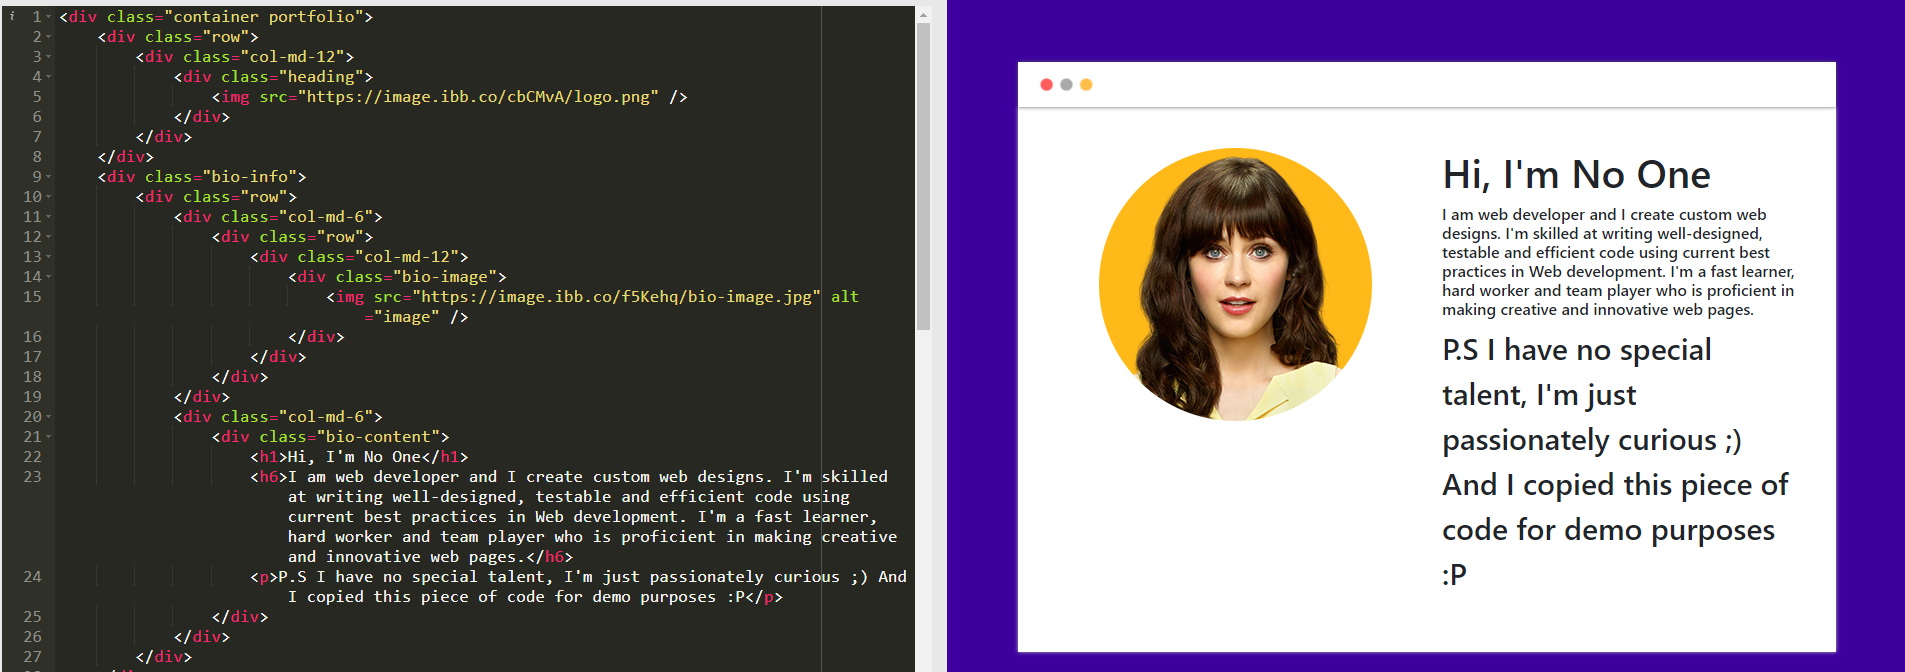 i 1 <div class="container portfolio">
2 <div class="row">
3 <div class="col-md-12">
4 <div class="heading">
5 <img src="https://image.ibb.co/cbCMvA/logo.png" />
6 </div>
7 </div>
8 </div>
9 <div class="bio-info">
10 <div class="row">
11 <div class="col-md-6">
12 <div class="row">
13 <div class="col-md-12">
14 <div class="bio-image">
15 <img src="https://image.ibb.co/f5Kehq/bio-image.jpg" alt
="image" />
16 </div>
17 </div>
18 </div>
19 </div>
20 <div class="col-md-6">
21 <div class="bio-content">
22 <h1>Hi, I'm No One</h1>
23 <h6>I am web developer and I create custom web designs. I'm skilled
at writing well-designed, testable and efficient code using
current best practices in Web development. I'm a fast learner,
hard worker and team player who is proficient in making creative
and innovative web pages.</h6>
24 <p>P.S I have no special talent, I'm just passionately curious ;) And
I copied this piece of code for demo purposes :P</p>
25 </div>
26 </div>
27 </div>
Hi, I'm No One
I am web developer and I create custom web
designs. I'm skilled at writing well-designed,
testable and efficient code using current best
practices in Web development. I'm a fast learner,
hard worker and team player who is proficient in
making creative and innovative web pages.
P.S I have no special
talent, I'm just
passionately curious ;)
And I copied this piece of
code for demo purposes
:P